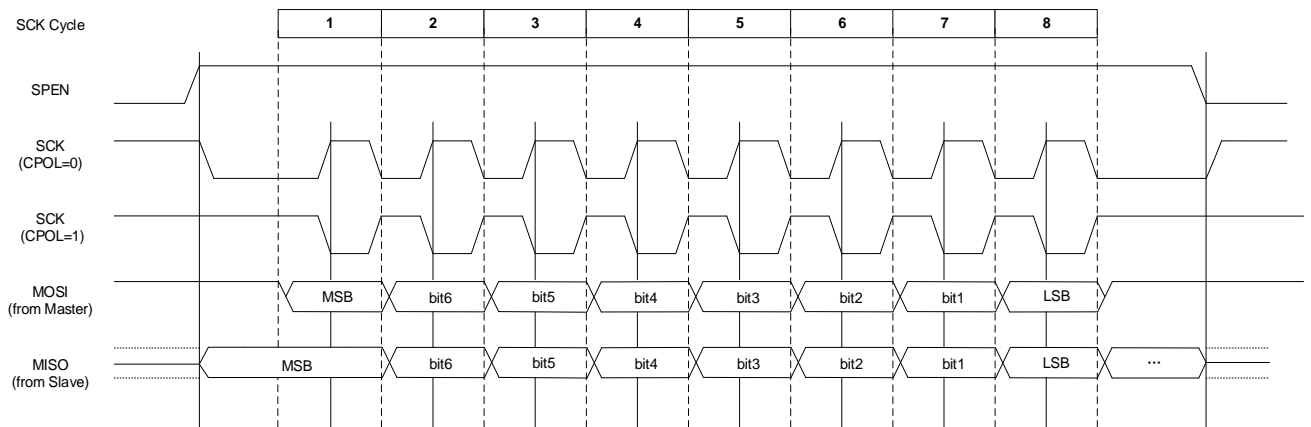 SCK Cycle 1 2 3 4 5 6 7 8
SPEN
SCK
(CPOL=0)
SCK
(CPOL=1)
MOSI
(from Master)
MSB bit6 bit5 bit4 bit3 bit2 bit1 LSB
MISO
(from Slave)
MSB bit6 bit5 bit4 bit3 bit2 bit1 LSB ...